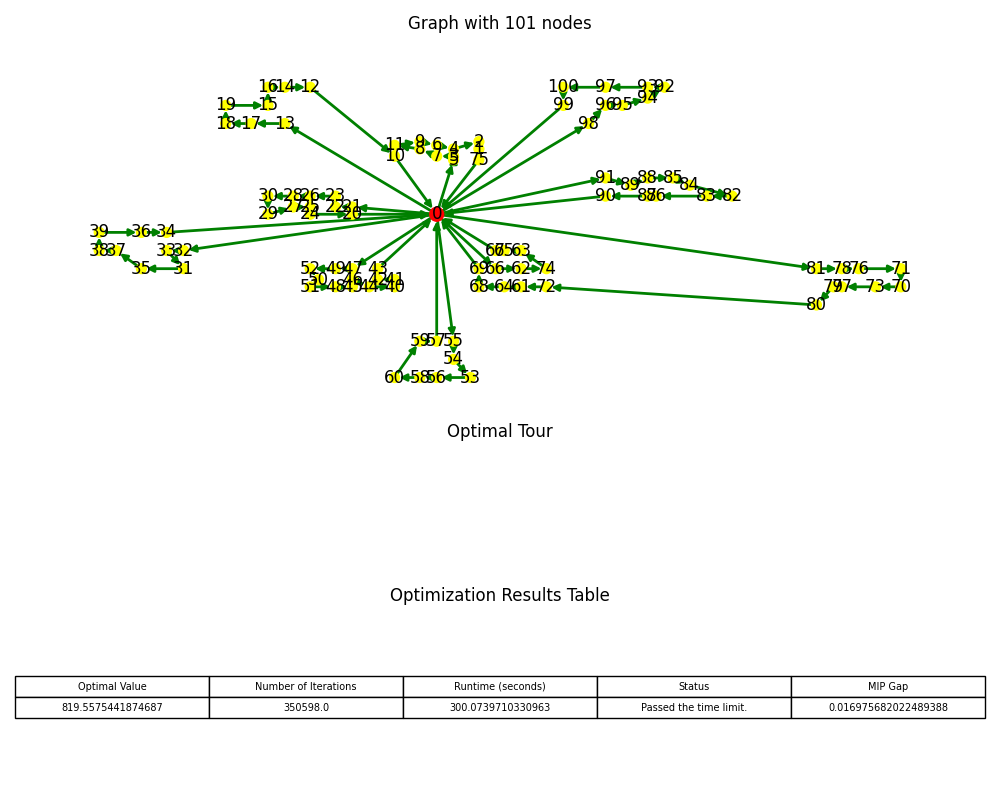 Graph with 101 nodes
16 14 12 100 97 93 92
19 15 99 96 95 94
18 17 13 98
11 9 6 4 2
10 8 7 5 1 75
91 89 88 85 84
30 28 26 23 90 87 86 83 82
29 27 25 24 22 21 20 0
39 36 34
38 37 33 32 67 65 63
35 31 52 49 47 43 69 66 62 74 81 78 76 71
50 46 42 41
51 48 45 44 40 68 64 61 72 79 77 73 70
80
59 57 55
54
60 58 56 53
Optimal Tour
Optimization Results Table
Optimal Value Number of Iterations Runtime (seconds) Status MIP Gap
819.5575441874687 350598.0 300.0739710330963 Passed the time limit. 0.016975682022489388